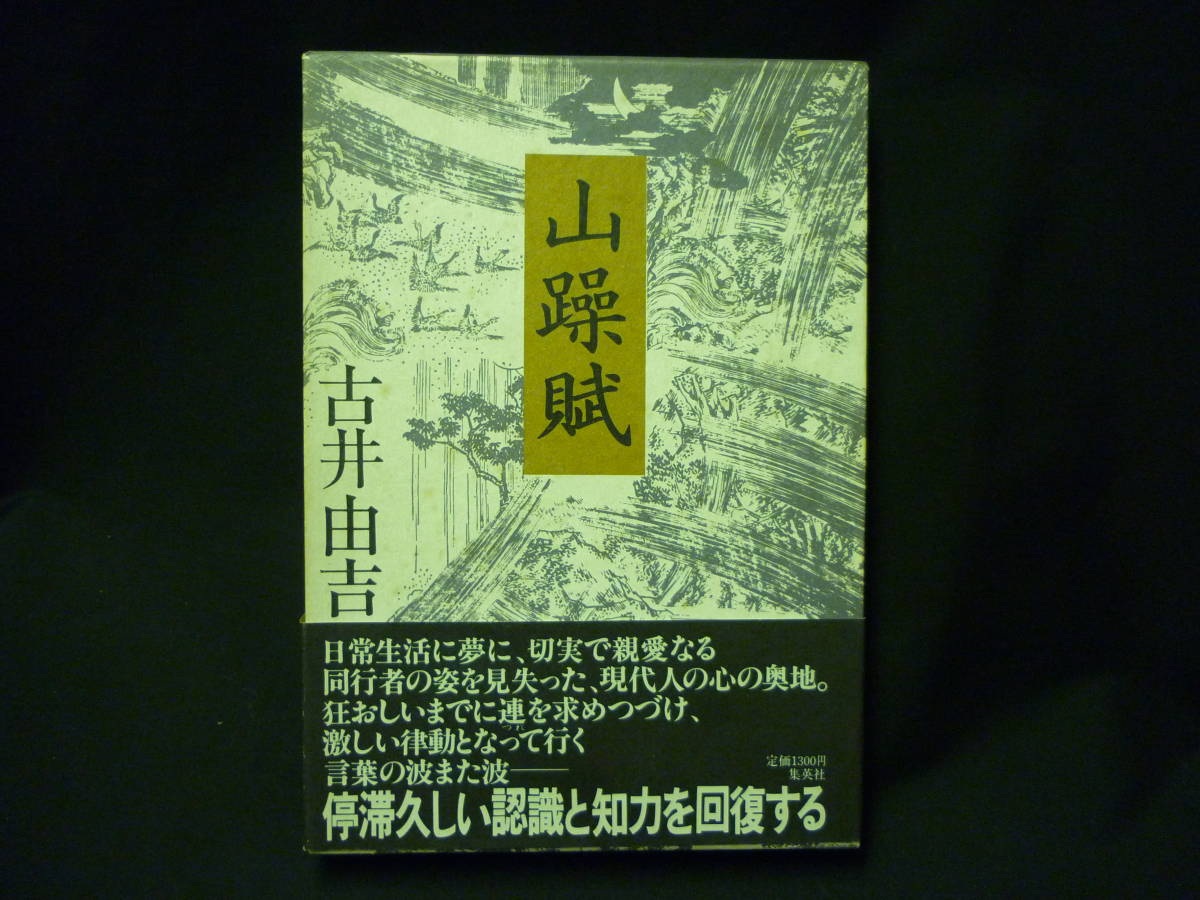 山躁賦
古井由吉
日常生活に夢に、切実で親愛なる
同行者の姿を見失った、現代人の心の奥地。
狂おしいまでに連を求めつづけ、
つれ
激しい律動となって行く
言葉の波また波――
停滞久しい認識と知力を回復する
定価1300円
集英社